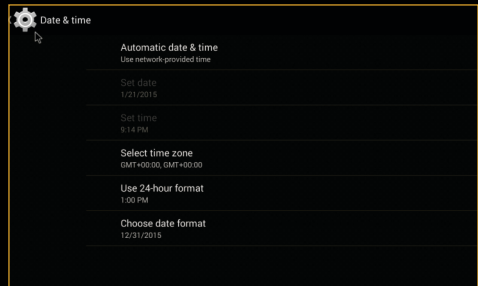 Date & time
Automatic date & time
Use network-provided time
Set date
1/21/2015
Set time
9:14 PM
Select time zone
GMT+00:00, GMT+00:00
Use 24-hour format
1:00 PM
Choose date format
12/31/2015